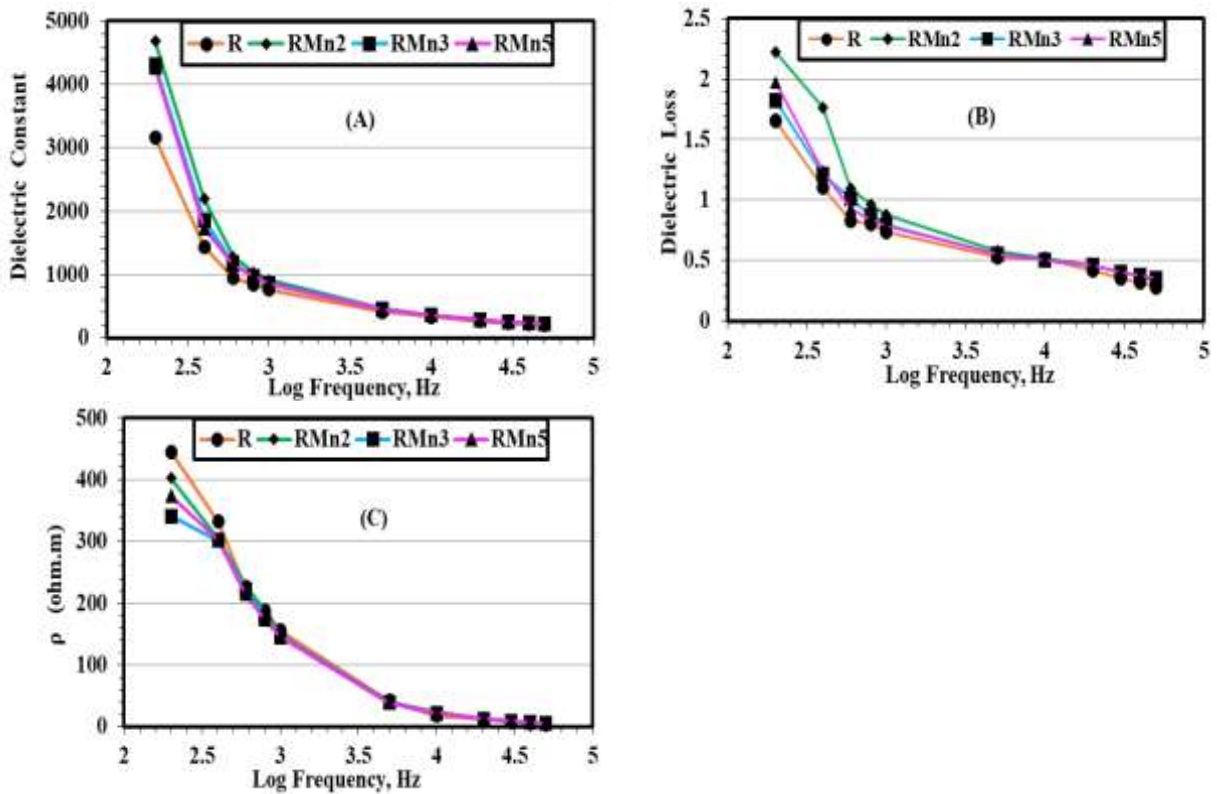 R RMn2 RMn3 RMn5
(A)
Dielectric Constant
5000
4000
3000
2000
1000
0
2 2.5 3 3.5 4 4.5 5
Log Frequency, Hz
R RMn2 RMn3 RMn5
(B)
Dielectric Loss
2.5
2
1.5
1
0.5
0
2 2.5 3 3.5 4 4.5 5
Log Frequency, Hz
R RMn2 RMn3 RMn5
(C)
ρ (ohm.m)
500
400
300
200
100
0
2 2.5 3 3.5 4 4.5 5
Log Frequency, Hz